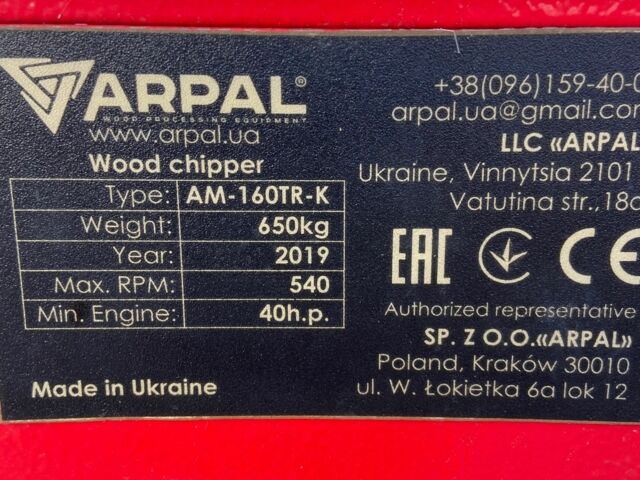 ARPAL®
WOOD PROCESSING EQUIPMENT
www.arpal.ua
Wood chipper
Type: AM-160TR-K
Weight: 650kg
Year: 2019
Max. RPM: 540
Min. Engine: 40h.p.
Made in Ukraine
+38(096)159-40-0
arpal.ua@gmail.com
LLC «ARPAL
Ukraine, Vinnytsia 2101
Vatutina str.,18
EAC CE
Authorized representative
SP. Z O.O.«ARPAL»
Poland, Kraków 30010
ul. W. Łokietka 6a lok 12